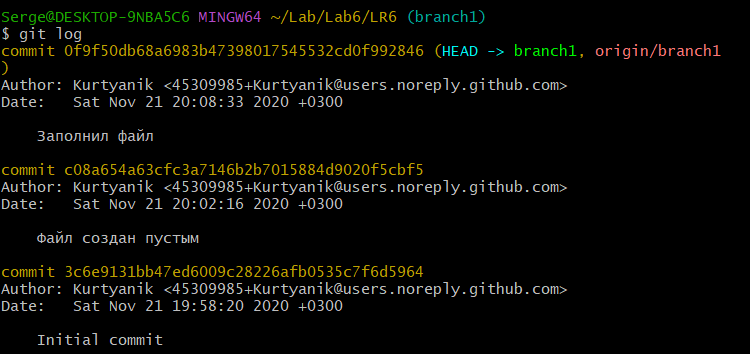 Serge@DESKTOP-9NBA5C6 MINGW64 ~/Lab/Lab6/LR6 (branch1)
$ git log
commit 0f9f50db68a6983b47398017545532cd0f992846 (HEAD -> branch1, origin/branch1
)
Author: Kurtyanik <45309985+Kurtyanik@users.noreply.github.com>
Date:   Sat Nov 21 20:08:33 2020 +0300
    Заполнил файл
commit c08a654a63cfc3a7146b2b7015884d9020f5cbf5
Author: Kurtyanik <45309985+Kurtyanik@users.noreply.github.com>
Date:   Sat Nov 21 20:02:16 2020 +0300
    Файл создан пустым
commit 3c6e9131bb47ed6009c28226afb0535c7f6d5964
Author: Kurtyanik <45309985+Kurtyanik@users.noreply.github.com>
Date:   Sat Nov 21 19:58:20 2020 +0300
    Initial commit